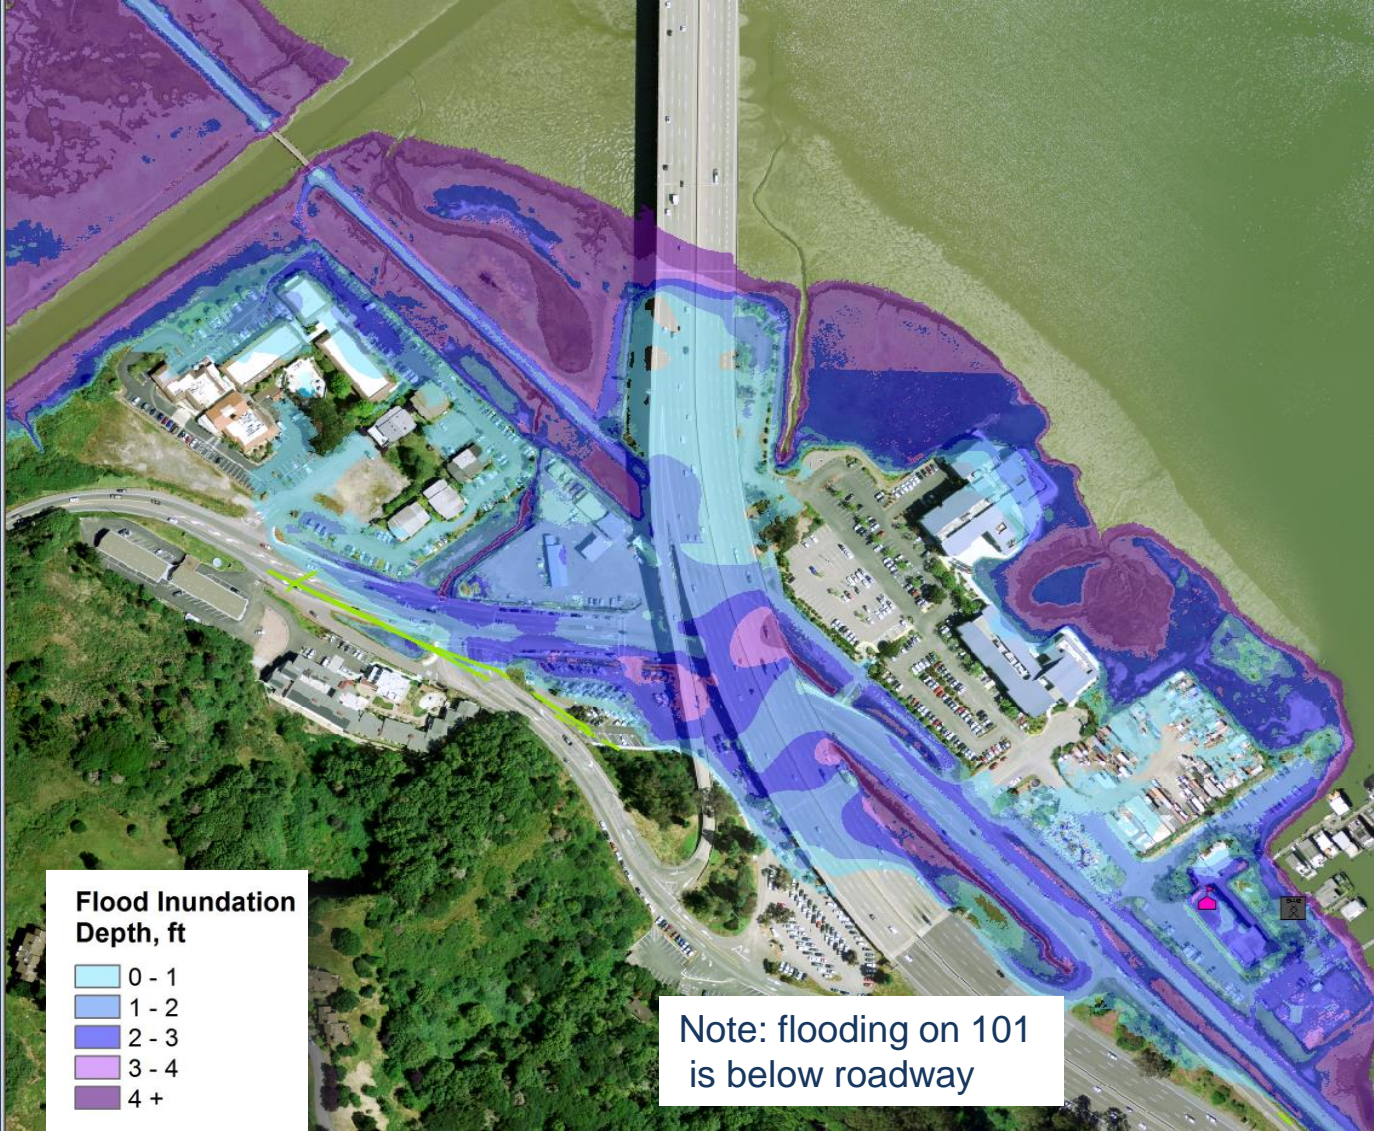 Flood Inundation
Depth, ft
0 - 1
1 - 2
2 - 3
3 - 4
4 +
Note: flooding on 101
is below roadway